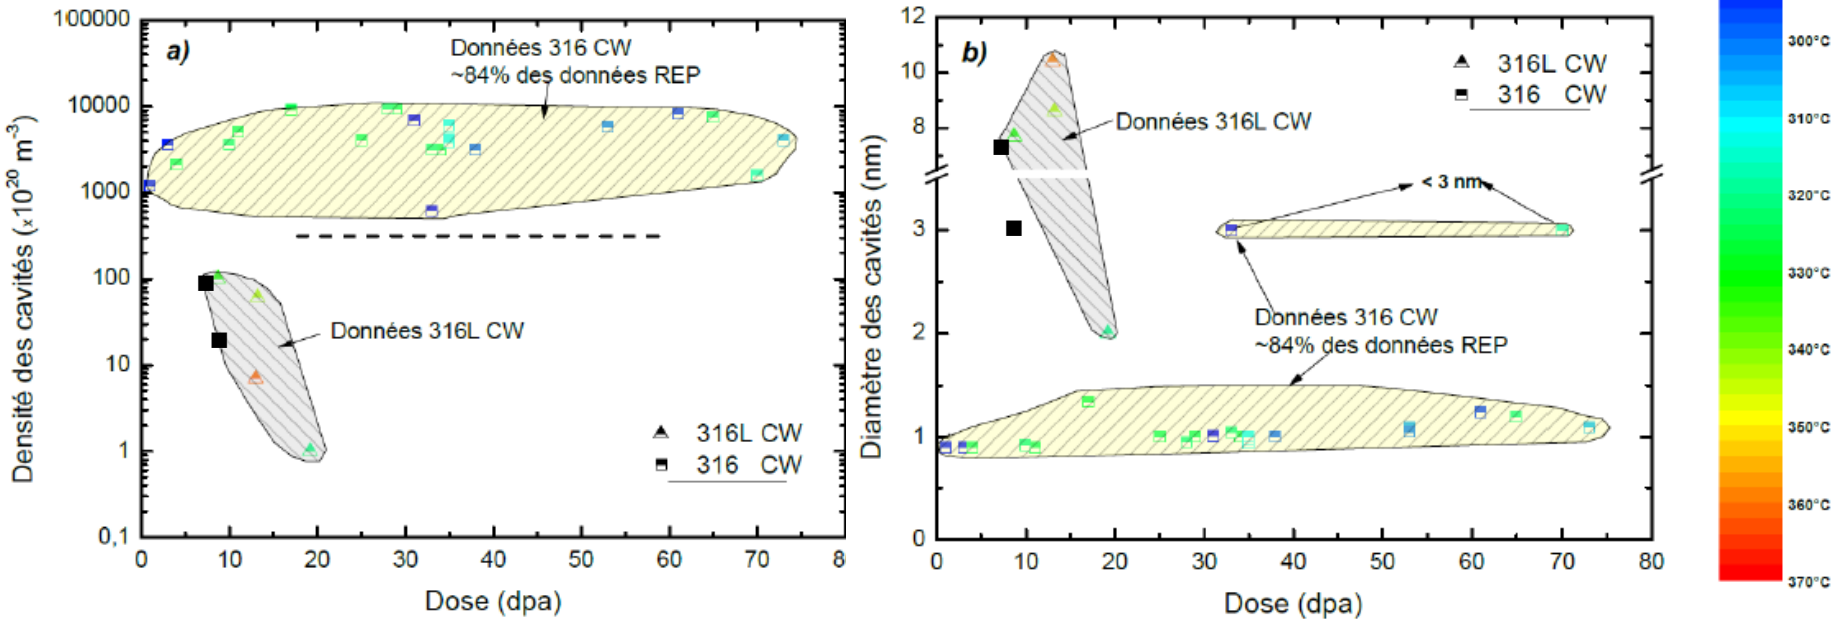 a)
Données 316 CW
~84% des données REP
Données 316L CW
316L CW
316 CW
Densité des cavités (x10^20 m^-3)
100000
10000
1000
100
10
1
0,1
0 10 20 30 40 50 60 70 8
Dose (dpa)
b)
316L CW
316 CW
Données 316L CW
< 3 nm
Données 316 CW
~84% des données REP
Diamètre des cavités (nm)
12
10
8
3
2
1
0
0 10 20 30 40 50 60 70 80
Dose (dpa)
300°C
310°C
320°C
330°C
340°C
350°C
360°C
370°C